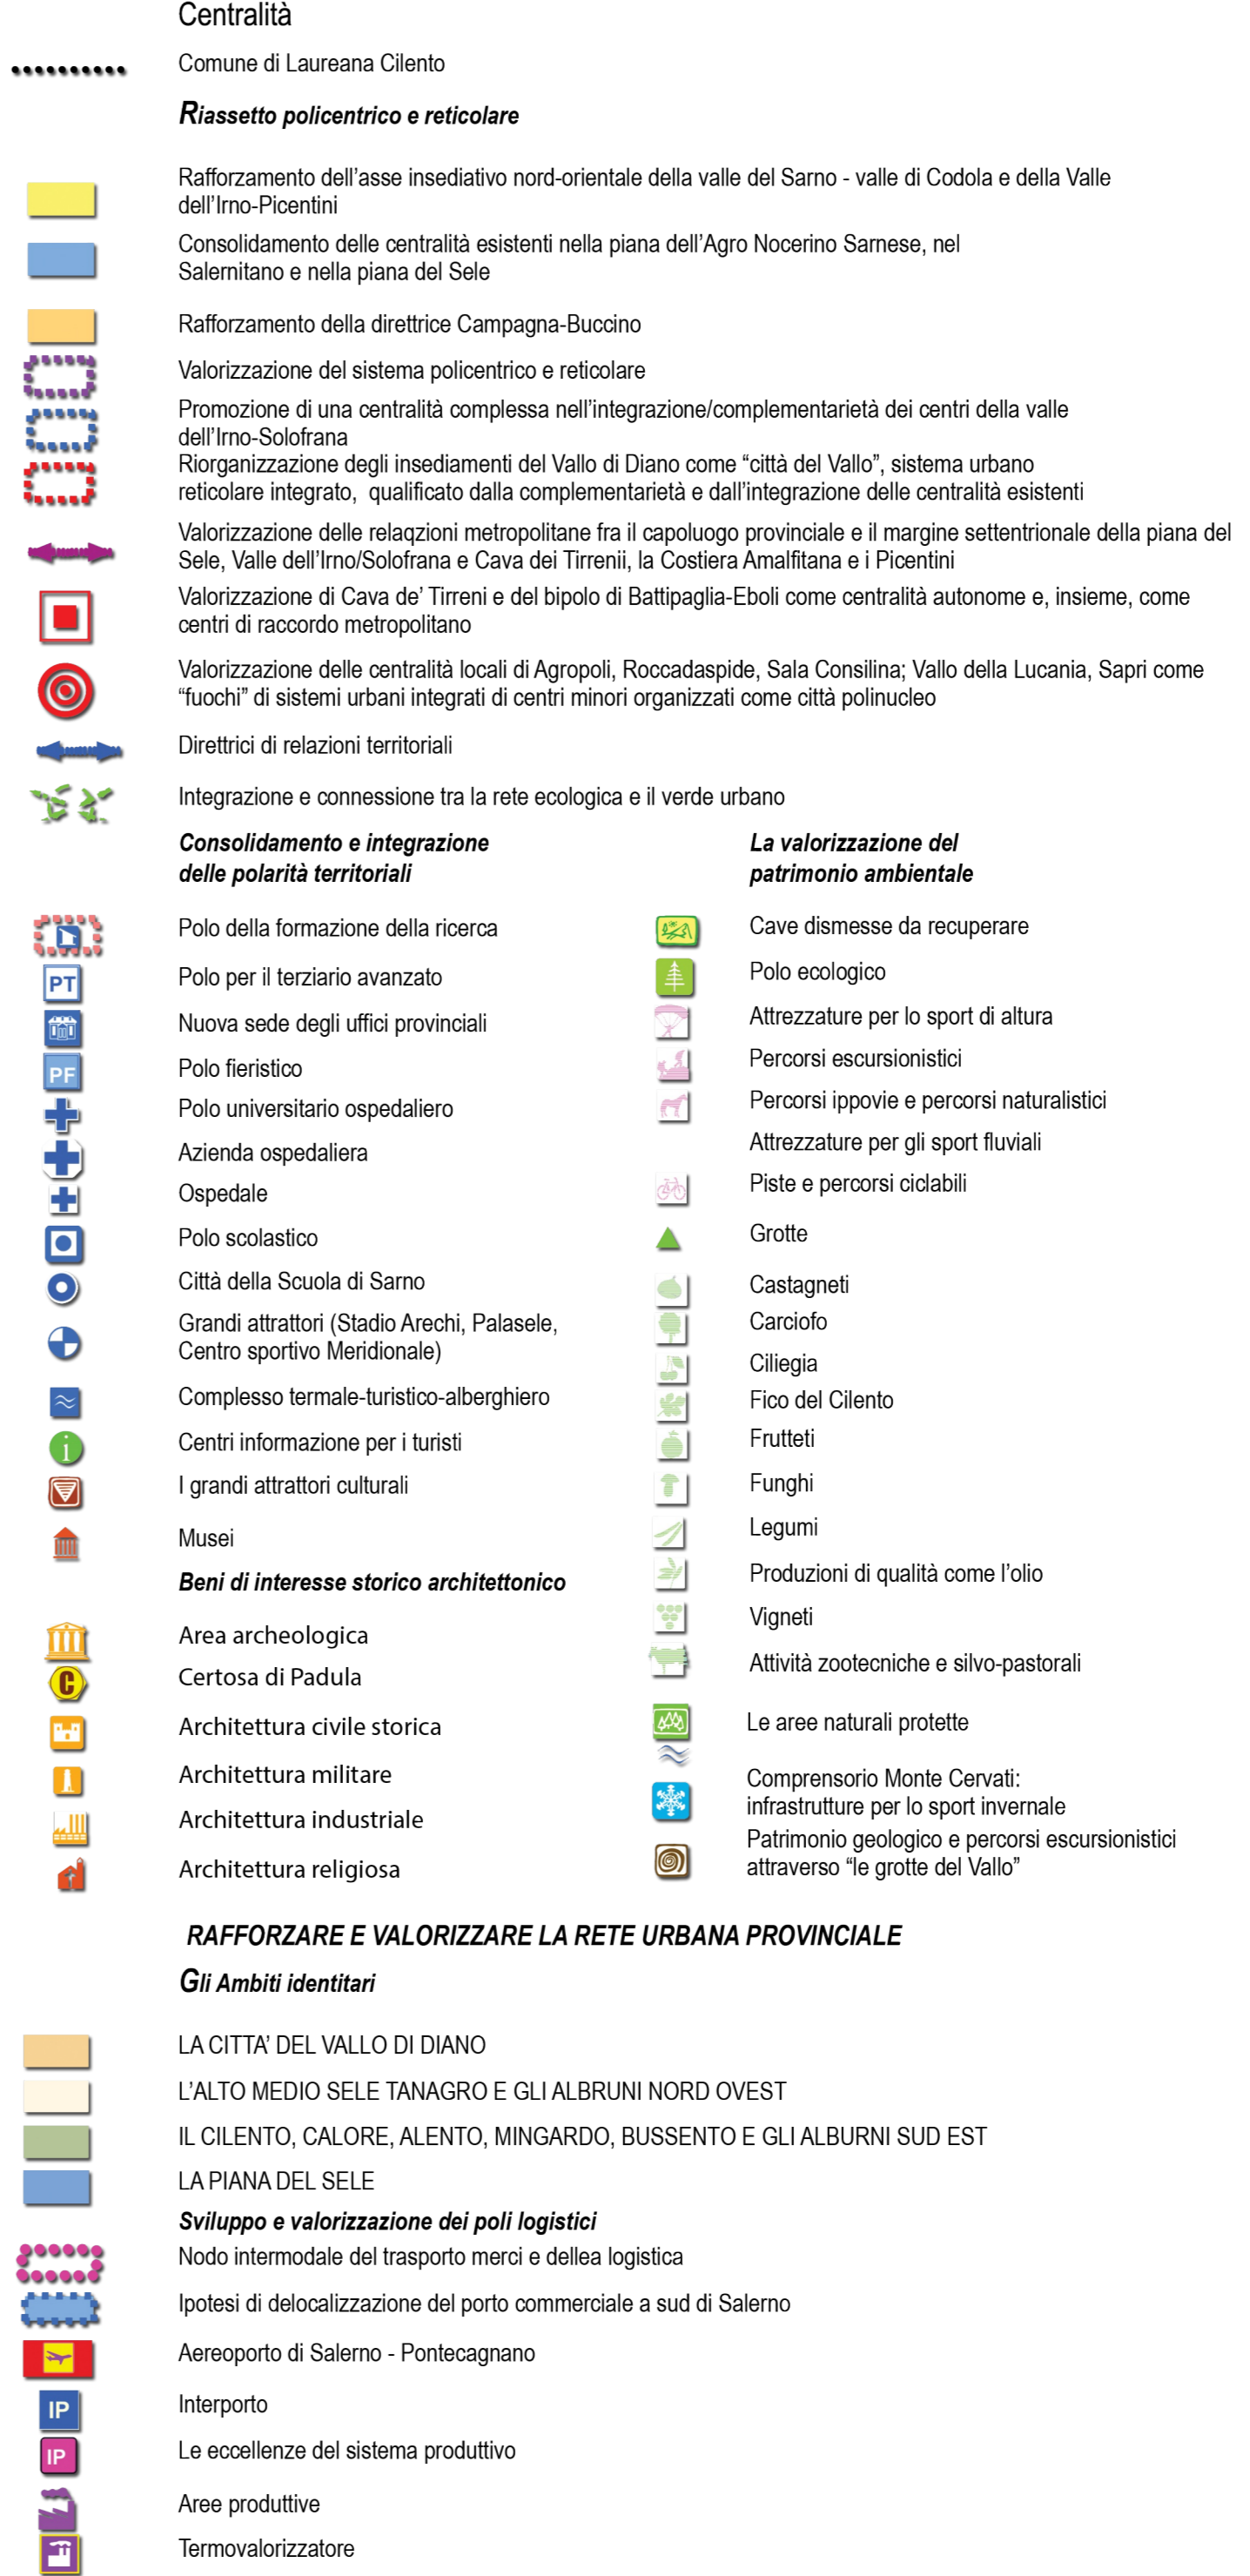 Centralità
Comune di Laureana Cilento
Riassetto policentrico e reticolare
Rafforzamento dell'asse insediativo nord-orientale della valle del Sarno - valle di Codola e della Valle
dell'Irno-Picentini
Consolidamento delle centralità esistenti nella piana dell'Agro Nocerino Sarnese, nel
Salernitano e nella piana del Sele
Rafforzamento della direttrice Campagna-Buccino
Valorizzazione del sistema policentrico e reticolare
Promozione di una centralità complessa nell'integrazione/complementarietà dei centri della valle
dell'Irno-Solofrana
Riorganizzazione degli insediamenti del Vallo di Diano come “città del Vallo”, sistema urbano
reticolare integrato, qualificato dalla complementarietà e dall'integrazione delle centralità esistenti
Valorizzazione delle relaqzioni metropolitane fra il capoluogo provinciale e il margine settentrionale della piana del
Sele, Valle dell'Irno/Solofrana e Cava dei Tirrenii, la Costiera Amalfitana e i Picentini
Valorizzazione di Cava de' Tirreni e del bipolo di Battipaglia-Eboli come centralità autonome e, insieme, come
centri di raccordo metropolitano
Valorizzazione delle centralità locali di Agropoli, Roccadaspide, Sala Consilina; Vallo della Lucania, Sapri come
“fuochi” di sistemi urbani integrati di centri minori organizzati come città polinucleo
Direttrici di relazioni territoriali
Integrazione e connessione tra la rete ecologica e il verde urbano
Consolidamento e integrazione
delle polarità territoriali
Polo della formazione della ricerca
PT Polo per il terziario avanzato
Nuova sede degli uffici provinciali
PF Polo fieristico
Polo universitario ospedaliero
Azienda ospedaliera
Ospedale
Polo scolastico
Città della Scuola di Sarno
Grandi attrattori (Stadio Arechi, Palasele,
Centro sportivo Meridionale)
Complesso termale-turistico-alberghiero
i Centri informazione per i turisti
I grandi attrattori culturali
Musei
Beni di interesse storico architettonico
Area archeologica
C Certosa di Padula
Architettura civile storica
Architettura militare
Architettura industriale
Architettura religiosa
La valorizzazione del
patrimonio ambientale
Cave dismesse da recuperare
Polo ecologico
Attrezzature per lo sport di altura
Percorsi escursionistici
Percorsi ippovie e percorsi naturalistici
Attrezzature per gli sport fluviali
Piste e percorsi ciclabili
Grotte
Castagneti
Carciofo
Ciliegia
Fico del Cilento
Frutteti
Funghi
Legumi
Produzioni di qualità come l'olio
Vigneti
Attività zootecniche e silvo-pastorali
Le aree naturali protette
Comprensorio Monte Cervati:
infrastrutture per lo sport invernale
Patrimonio geologico e percorsi escursionistici
attraverso “le grotte del Vallo”
RAFFORZARE E VALORIZZARE LA RETE URBANA PROVINCIALE
Gli Ambiti identitari
LA CITTA' DEL VALLO DI DIANO
L'ALTO MEDIO SELE TANAGRO E GLI ALBRUNI NORD OVEST
IL CILENTO, CALORE, ALENTO, MINGARDO, BUSSENTO E GLI ALBURNI SUD EST
LA PIANA DEL SELE
Sviluppo e valorizzazione dei poli logistici
Nodo intermodale del trasporto merci e dellea logistica
Ipotesi di delocalizzazione del porto commerciale a sud di Salerno
Aereoporto di Salerno - Pontecagnano
IP Interporto
IP Le eccellenze del sistema produttivo
Aree produttive
Termovalorizzatore